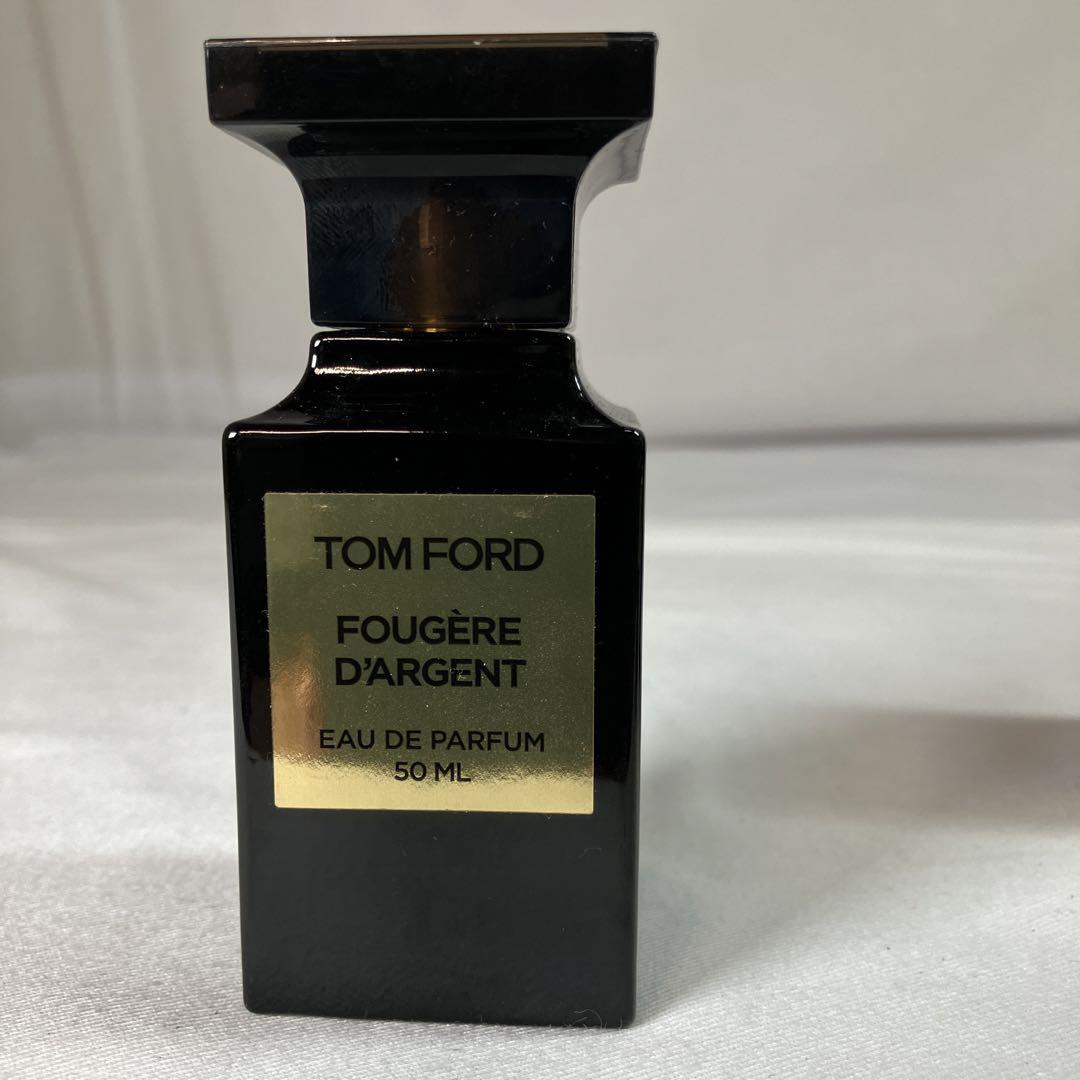 TOM FORD
FOUGÈRE
D'ARGENT
EAU DE PARFUM
50 ML